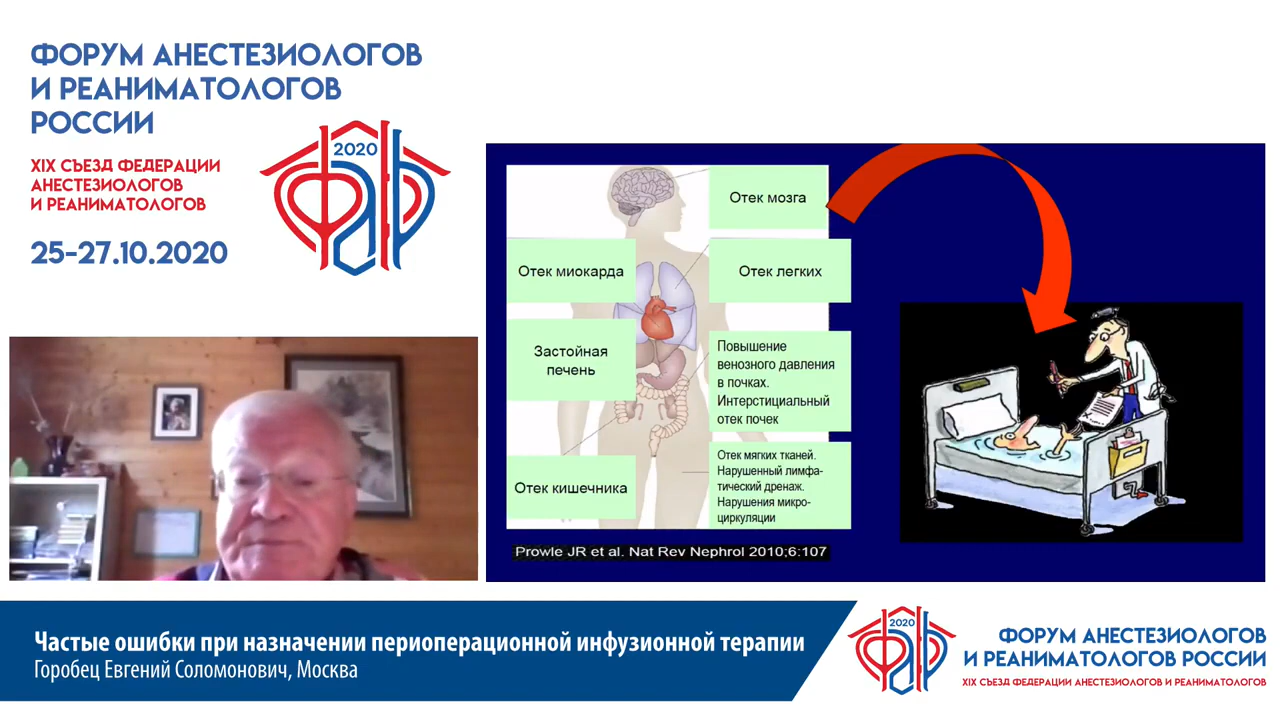 ФОРУМ АНЕСТЕЗИОЛОГОВ
И РЕАНИМАТОЛОГОВ
РОССИИ
XIX СЪЕЗД ФЕДЕРАЦИИ
АНЕСТЕЗИОЛОГОВ
И РЕАНИМАТОЛОГОВ
25-27.10.2020
2020
ФАР
Отек мозга
Отек миокарда
Отек легких
Застойная
печень
Повышение
венозного давления
в почках.
Интерстициальный
отек почек
Отек кишечника
Отек мягких тканей.
Нарушенный лимфа-
тический дренаж.
Нарушения микро-
циркуляции
Prowle JR et al. Nat Rev Nephrol 2010;6:107
Частые ошибки при назначении периоперационной инфузионной терапии
Горобец Евгений Соломонович, Москва
2020
ФАР
ФОРУМ АНЕСТЕЗИОЛОГОВ
И РЕАНИМАТОЛОГОВ РОССИИ
XIX СЪЕЗД ФЕДЕРАЦИИ АНЕСТЕЗИОЛОГОВ И РЕАНИМАТОЛОГОВ